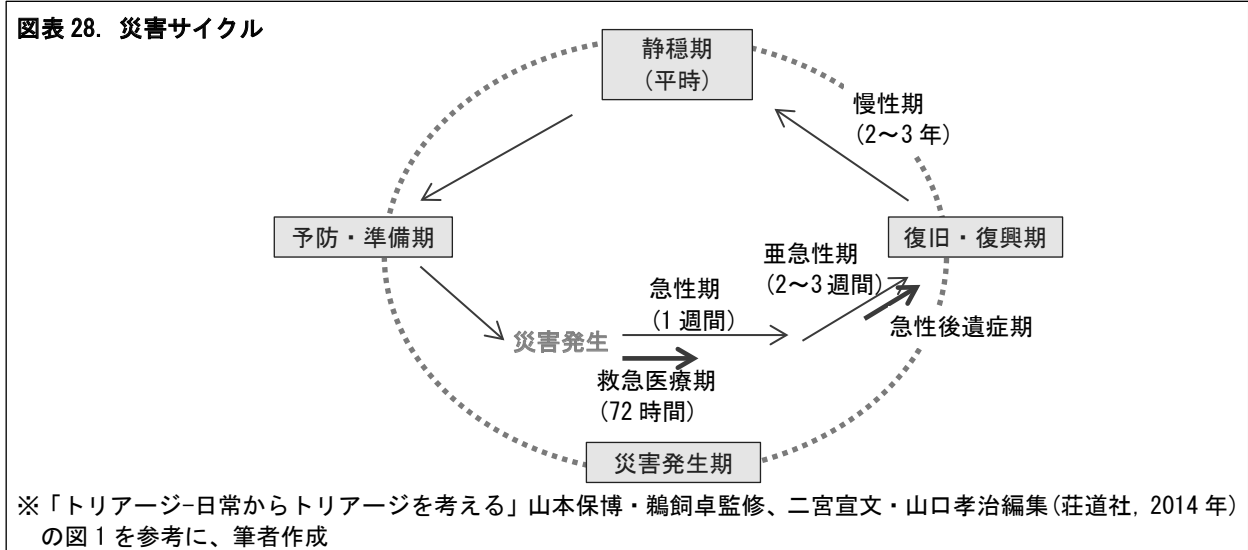 図表 28. 災害サイクル
静穏期
(平時)
慢性期
(2～3 年)
予防・準備期
復旧・復興期
亜急性期
(2～3 週間)
急性期
(1 週間)
急性後遺症期
災害発生
救急医療期
(72 時間)
災害発生期
※「トリアージ-日常からトリアージを考える」山本保博・鵜飼卓監修、二宮宣文・山口孝治編集(荘道社, 2014 年)
の図 1 を参考に、筆者作成